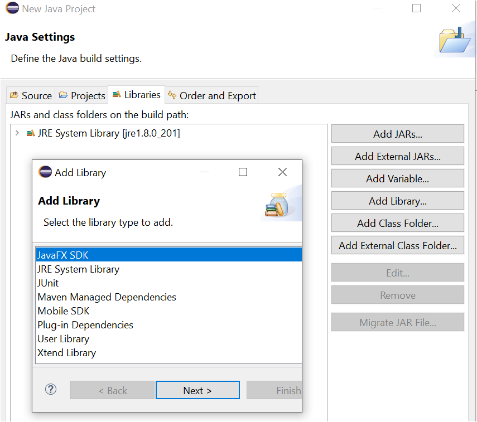 New Java Project
Java Settings
Define the Java build settings.
Source Projects Libraries Order and Export
JARs and class folders on the build path:
JRE System Library [jre1.8.0_201]
Add JARs...
Add External JARs...
Add Variable...
Add Library...
Add Class Folder...
Add External Class Folder...
Edit...
Remove
Migrate JAR File...
Add Library
Add Library
Select the library type to add.
JavaFX SDK
JRE System Library
JUnit
Maven Managed Dependencies
Mobile SDK
Plug-in Dependencies
User Library
Xtend Library
< Back Next > Finish